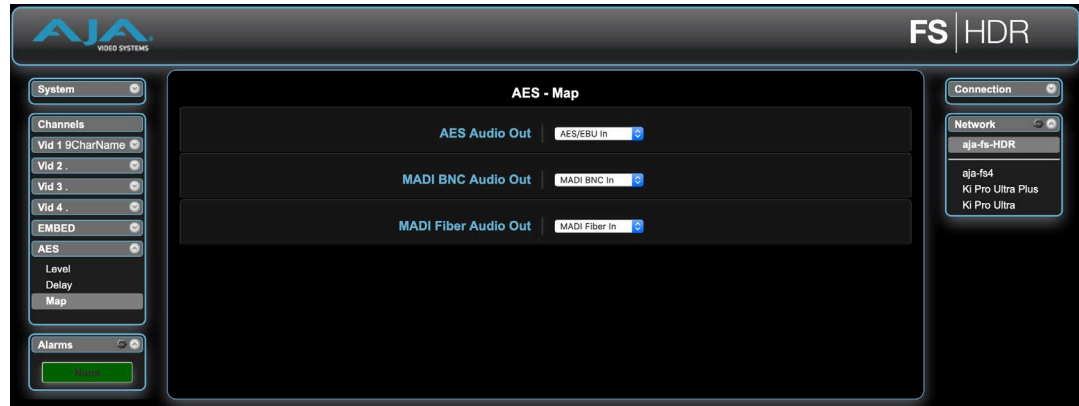 AJA
VIDEO SYSTEMS
FS|HDR
System
Channels
Vid 1 9CharName
Vid 2 .
Vid 3 .
Vid 4 .
EMBED
AES
Level
Delay
Map
Alarms
None
AES - Map
AES Audio Out AES/EBU In
MADI BNC Audio Out MADI BNC In
MADI Fiber Audio Out MADI Fiber In
Connection
Network
aja-fs-HDR
aja-fs4
Ki Pro Ultra Plus
Ki Pro Ultra